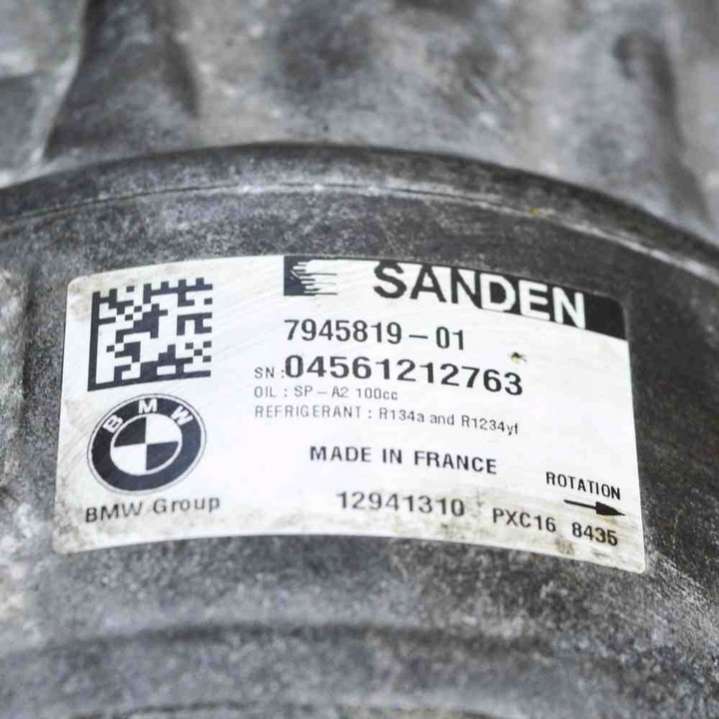 SANDEN
7945819-01
SN:04561212763
OIL : SP-A2 100cc
REFRIGERANT : R134a and R1234yf
BMW
MADE IN FRANCE
ROTATION
BMW Group
12941310 PXC16 8435